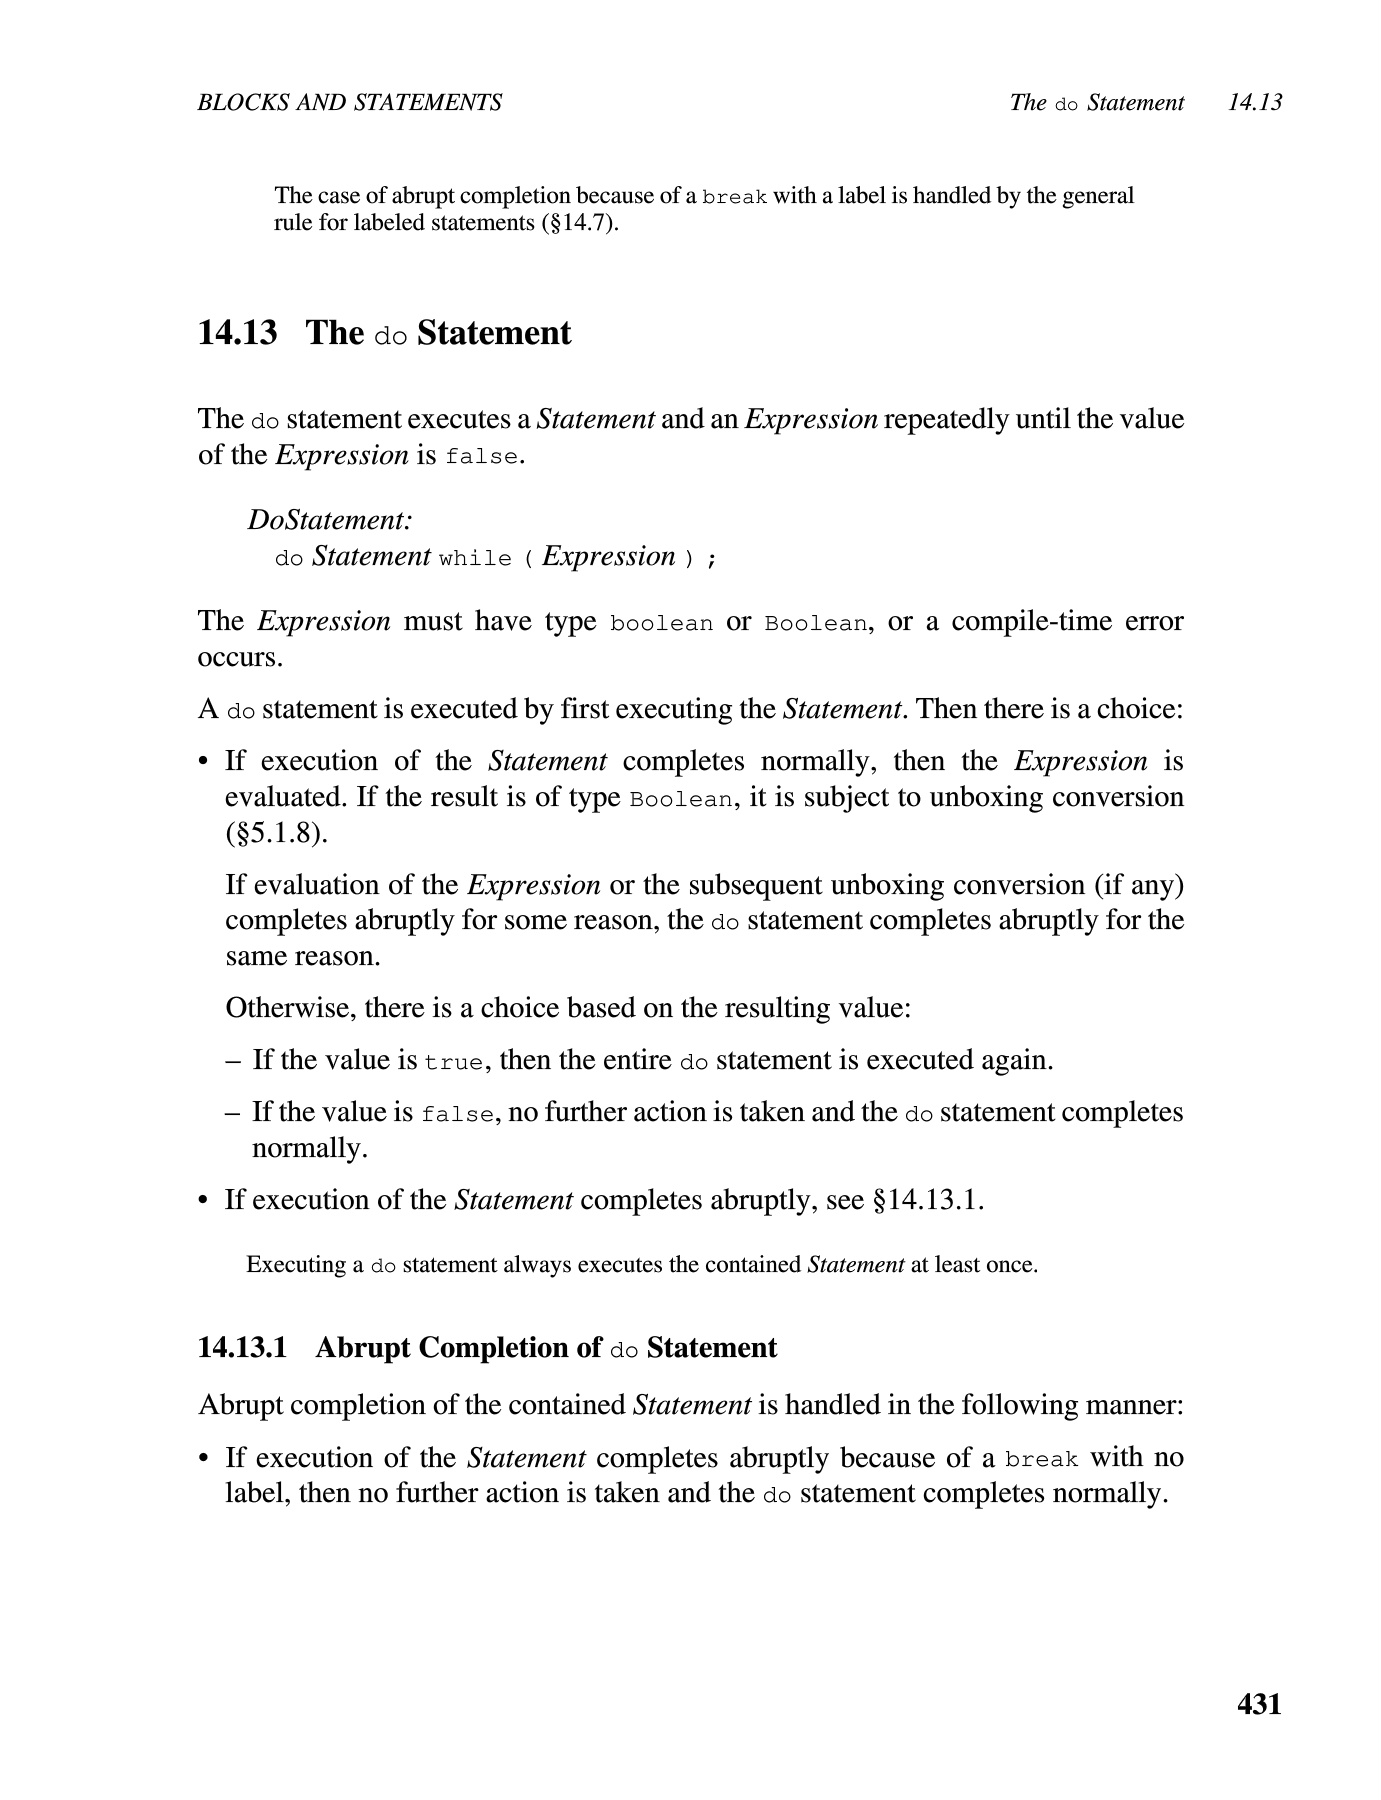 BLOCKS AND STATEMENTS The do Statement 14.13
The case of abrupt completion because of a break with a label is handled by the general
rule for labeled statements (§14.7).
14.13 The do Statement
The do statement executes a Statement and an Expression repeatedly until the value
of the Expression is false.
DoStatement:
do Statement while ( Expression ) ;
The Expression must have type boolean or Boolean, or a compile-time error
occurs.
A do statement is executed by first executing the Statement. Then there is a choice:
• If execution of the Statement completes normally, then the Expression is
evaluated. If the result is of type Boolean, it is subject to unboxing conversion
(§5.1.8).
If evaluation of the Expression or the subsequent unboxing conversion (if any)
completes abruptly for some reason, the do statement completes abruptly for the
same reason.
Otherwise, there is a choice based on the resulting value:
– If the value is true, then the entire do statement is executed again.
– If the value is false, no further action is taken and the do statement completes
normally.
• If execution of the Statement completes abruptly, see §14.13.1.
Executing a do statement always executes the contained Statement at least once.
14.13.1 Abrupt Completion of do Statement
Abrupt completion of the contained Statement is handled in the following manner:
• If execution of the Statement completes abruptly because of a break with no
label, then no further action is taken and the do statement completes normally.
431